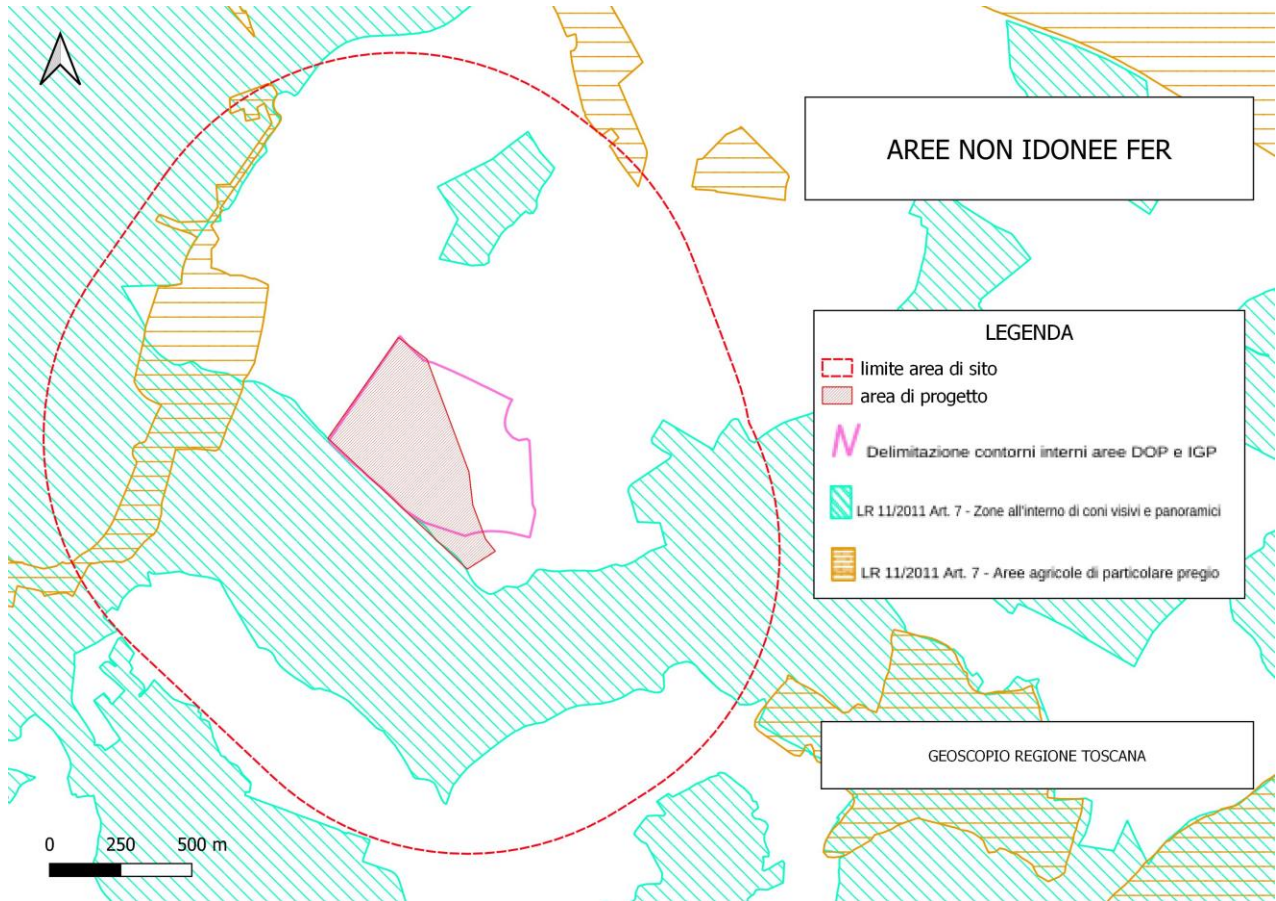 AREE NON IDONEE FER
LEGENDA
limite area di sito
area di progetto
N Delimitazione contorni interni aree DOP e IGP
LR 11/2011 Art. 7 - Zone all'interno di coni visivi e panoramici
LR 11/2011 Art. 7 - Aree agricole di particolare pregio
GEOSCOPIO REGIONE TOSCANA
0 250 500 m